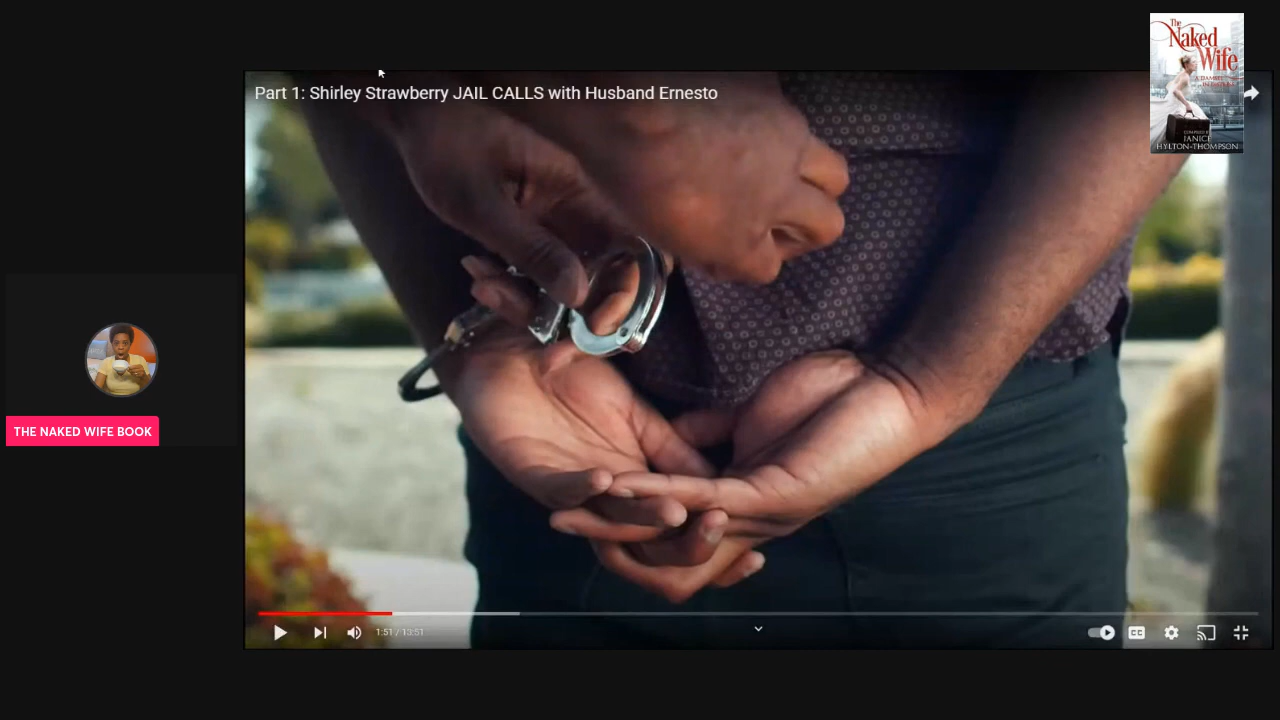 Part 1: Shirley Strawberry JAIL CALLS with Husband Ernesto
The
Naked
Wife
JANICE
HYLTON-THOMPSON
THE NAKED WIFE BOOK
1:51 / 13:51
CC